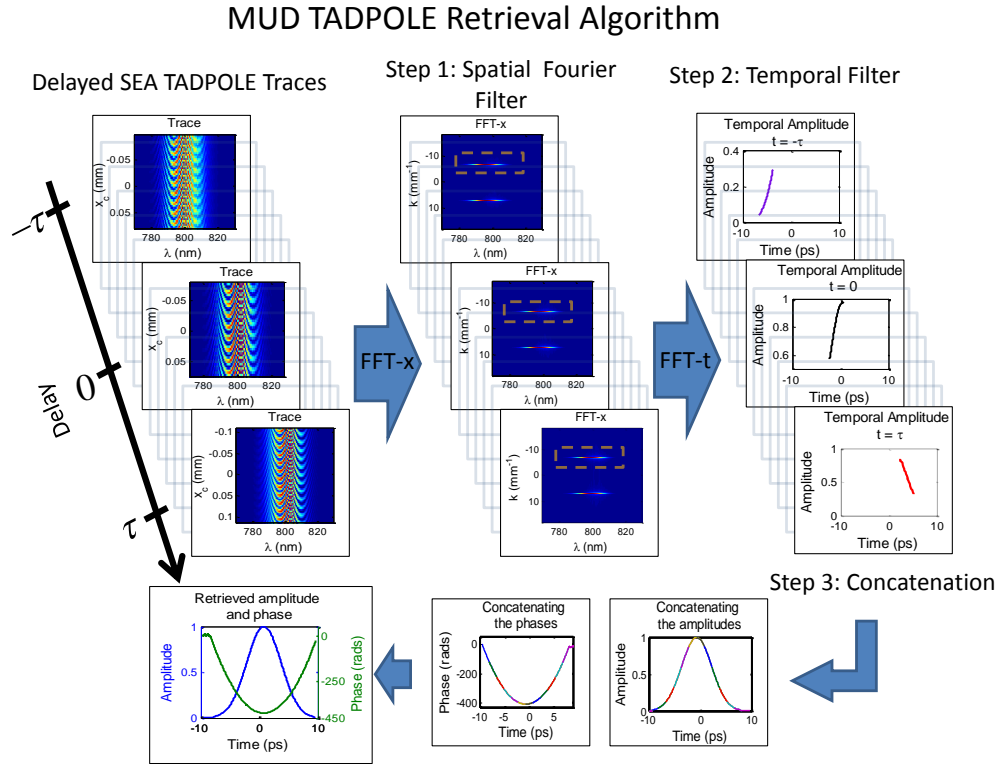 MUD TADPOLE Retrieval Algorithm
Delayed SEA TADPOLE Traces
Step 1: Spatial Fourier
Filter
Step 2: Temporal Filter
Trace
-0.05
0
0.05
x_c (mm)
780 800 820
λ (nm)
Trace
-0.05
0
0.05
x_c (mm)
780 800 820
λ (nm)
Trace
-0.1
-0.05
0
0.05
0.1
x_c (mm)
780 800 820
λ (nm)
Delay
-τ
0
τ
FFT-x
FFT-x
-10
0
10
k (mm⁻¹)
780 800 820
λ (nm)
FFT-x
-10
0
10
k (mm⁻¹)
780 800 820
λ (nm)
FFT-x
-10
0
10
k (mm⁻¹)
780 800 820
λ (nm)
FFT-t
Temporal Amplitude
t = -τ
0.4
0.2
0
Amplitude
-10 0 10
Time (ps)
Temporal Amplitude
t = 0
1
0.8
0.6
Amplitude
-10 0 10
Time (ps)
Temporal Amplitude
t = τ
1
0.5
0
Amplitude
-10 0 10
Time (ps)
Step 3: Concatenation
Concatenating
the amplitudes
1
0.5
0
Amplitude
-10 -5 0 5 10
Time (ps)
Concatenating
the phases
0
-200
-400
Phase (rads)
-10 -5 0 5
Time (ps)
Retrieved amplitude
and phase
1
0.5
0
Amplitude
0
-250
-450
Phase (rads)
-10 0 10
Time (ps)